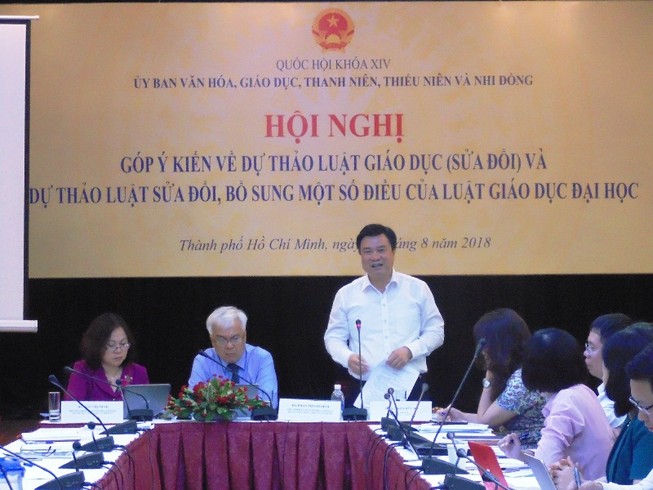 QUỐC HỘI KHÓA XIV
ỦY BAN VĂN HÓA, GIÁO DỤC, THANH NIÊN, THIẾU NIÊN VÀ NHI ĐỒNG
HỘI NGHỊ
GÓP Ý KIẾN VỀ DỰ THẢO LUẬT GIÁO DỤC (SỬA ĐỔI) VÀ
DỰ THẢO LUẬT SỬA ĐỔI, BỔ SUNG MỘT SỐ ĐIỀU CỦA LUẬT GIÁO DỤC ĐẠI HỌC
Thành phố Hồ Chí Minh, ngày 8 năm 2018